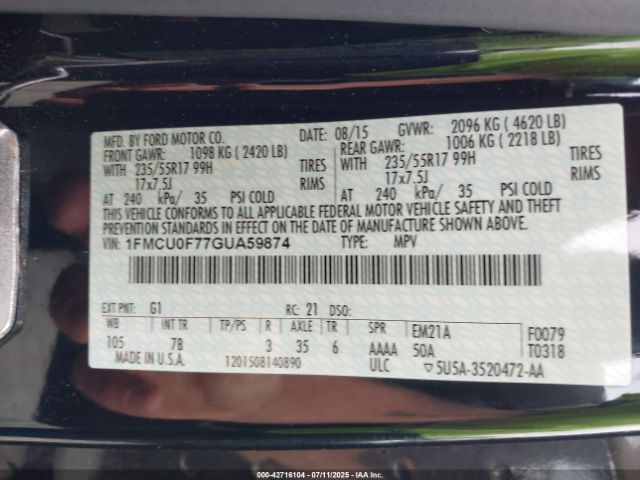 MFD. BY FORD MOTOR CO. DATE: 08/15 GVWR: 2096 KG ( 4620 LB)
FRONT GAWR: 1098 KG ( 2420 LB) REAR GAWR: 1006 KG ( 2218 LB)
WITH 235/55R17 99H TIRES WITH 235/55R17 99H TIRES
17x7.5J RIMS 17x7.5J RIMS
AT 240 kPa/ 35 PSI COLD AT 240 kPa/ 35 PSI COLD
THIS VEHICLE CONFORMS TO ALL APPLICABLE FEDERAL MOTOR VEHICLE SAFETY AND THEFT
PREVENTION STANDARDS IN EFFECT ON THE DATE OF MANUFACTURE SHOWN ABOVE.
VIN: 1FMCU0F77GUA59874 TYPE: MPV
EXT PNT: G1 RC: 21 DSO:
WB INT TR TP/PS R AXLE TR SPR EM21A F0079
105 7B 3 35 6 AAAA 50A T0318
MADE IN U.S.A. 1201508140890 ULC ▽5U5A-3520472-AA
000-42716104 - 07/11/2025 - IAA